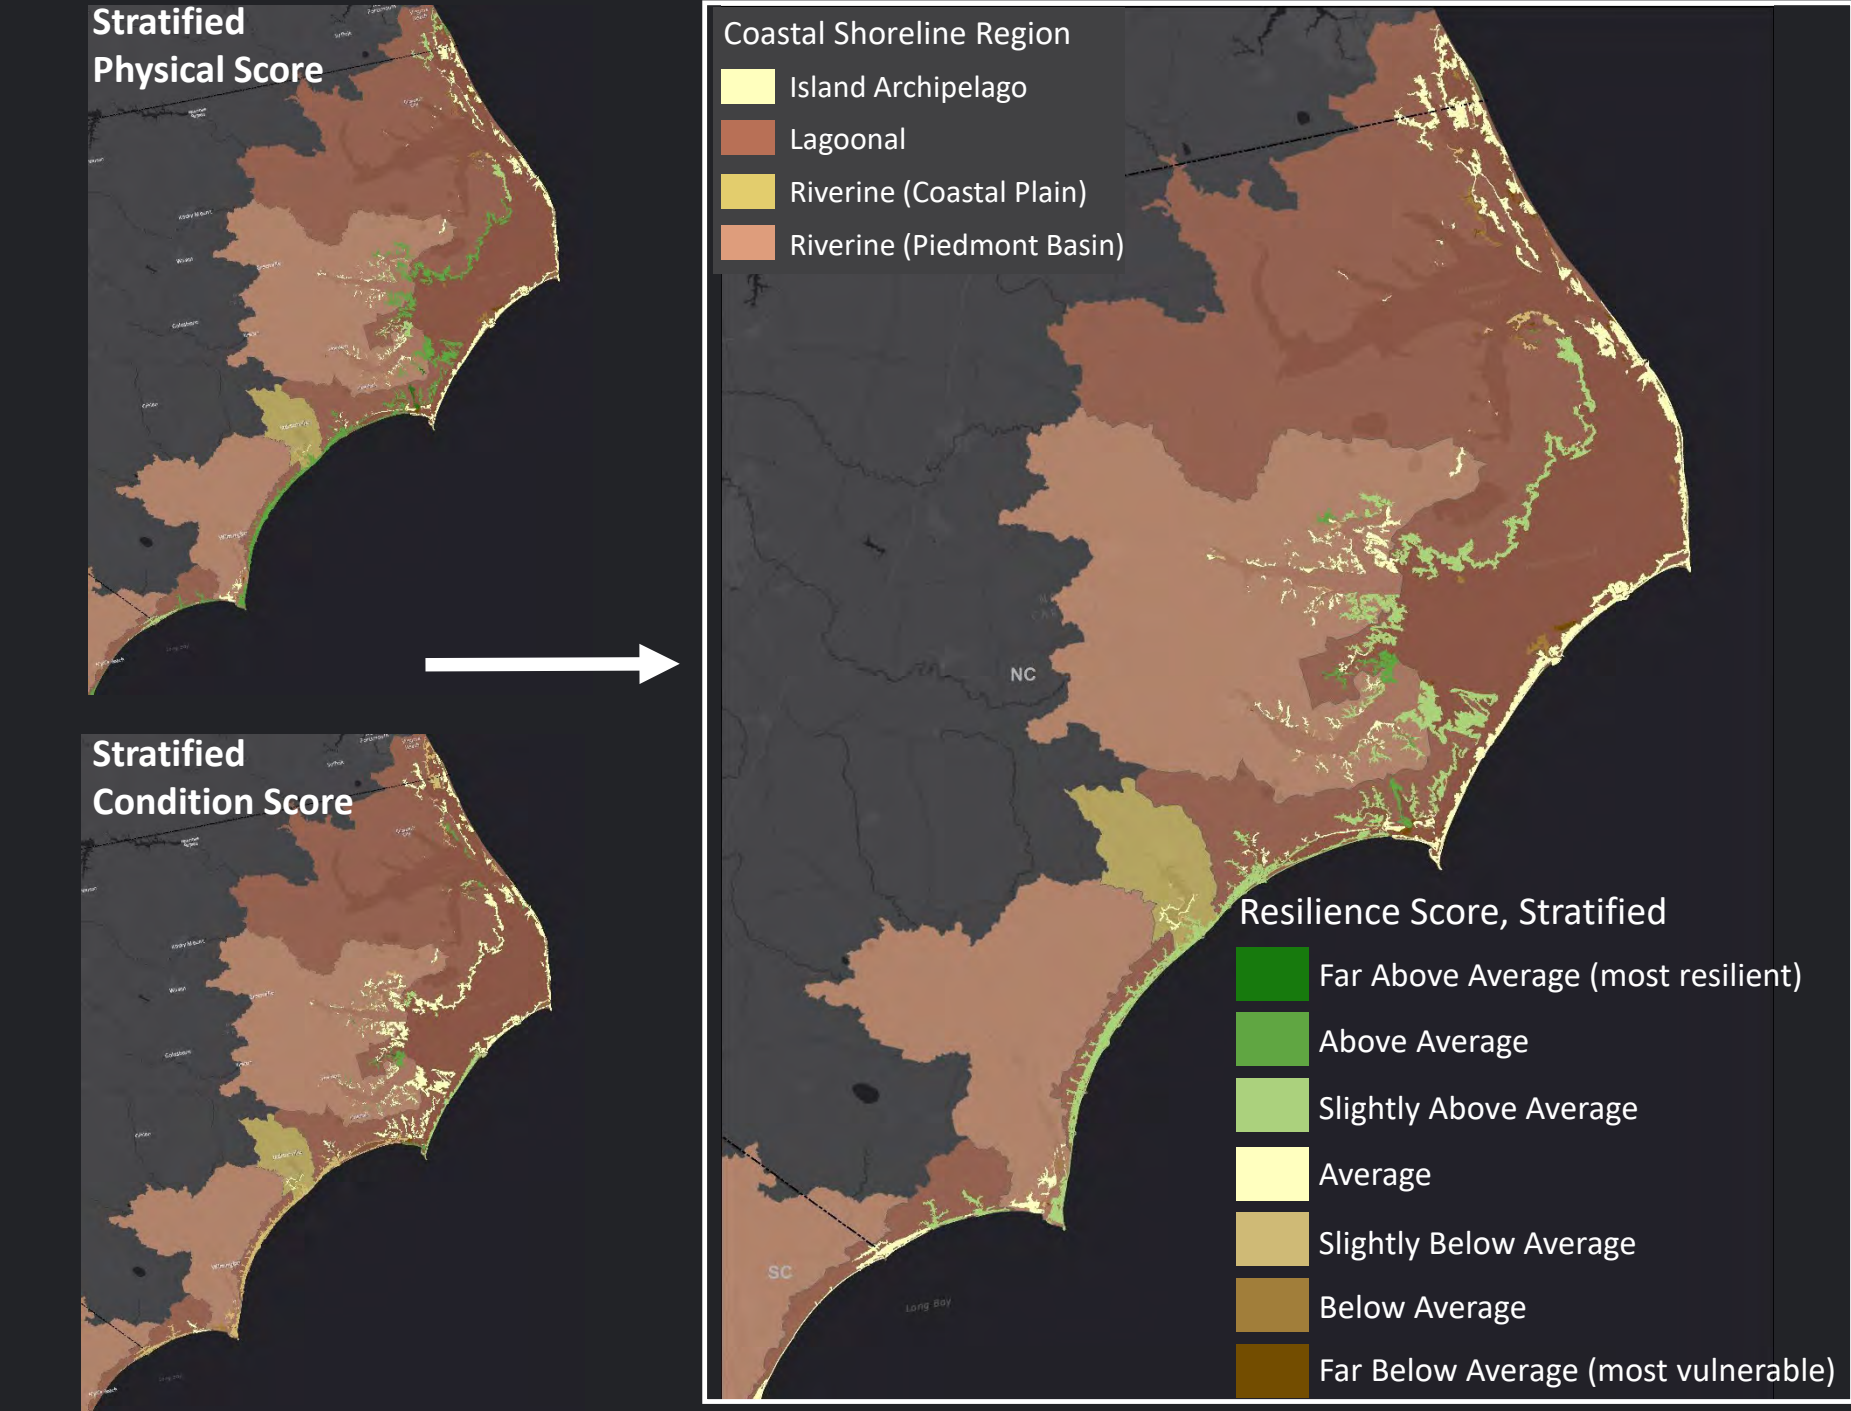 Stratified
Physical Score
Stratified
Condition Score
Coastal Shoreline Region
Island Archipelago
Lagoonal
Riverine (Coastal Plain)
Riverine (Piedmont Basin)
NC
SC
Long Bay
Resilience Score, Stratified
Far Above Average (most resilient)
Above Average
Slightly Above Average
Average
Slightly Below Average
Below Average
Far Below Average (most vulnerable)